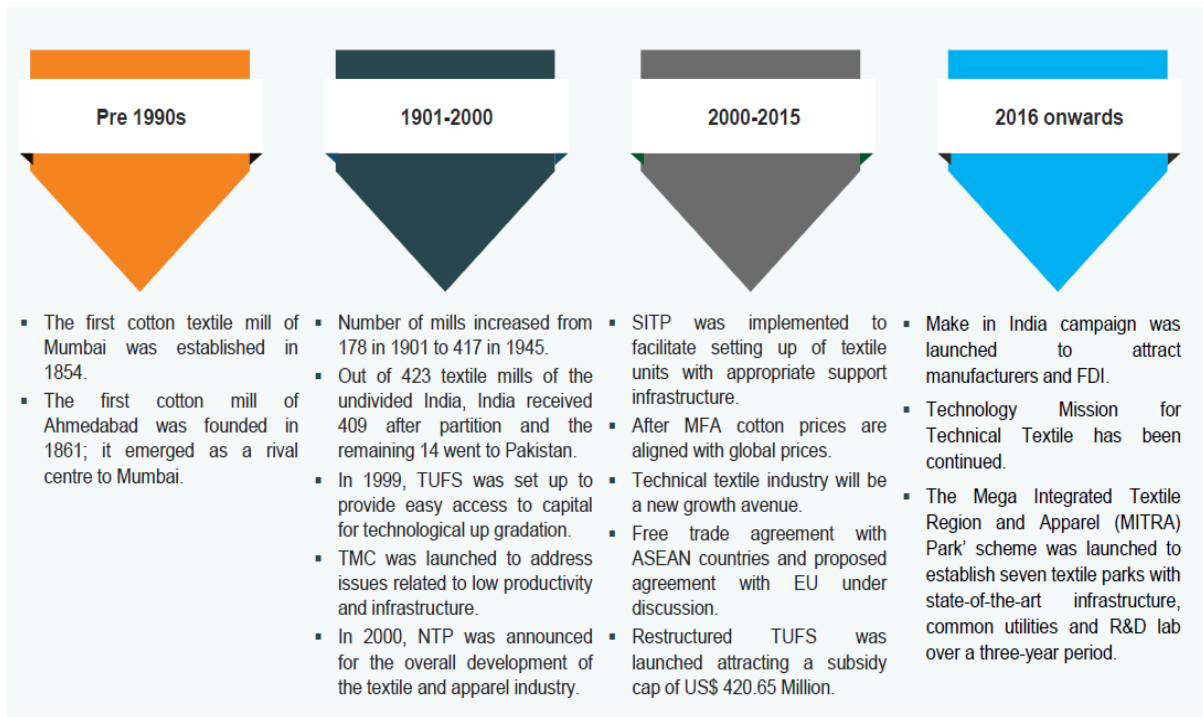 Pre 1990s
▪ The first cotton textile mill of
Mumbai was established in
1854.
▪ The first cotton mill of
Ahmedabad was founded in
1861; it emerged as a rival
centre to Mumbai.
1901-2000
▪ Number of mills increased from
178 in 1901 to 417 in 1945.
▪ Out of 423 textile mills of the
undivided India, India received
409 after partition and the
remaining 14 went to Pakistan.
▪ In 1999, TUFS was set up to
provide easy access to capital
for technological up gradation.
▪ TMC was launched to address
issues related to low productivity
and infrastructure.
▪ In 2000, NTP was announced
for the overall development of
the textile and apparel industry.
2000-2015
▪ SITP was implemented to
facilitate setting up of textile
units with appropriate support
infrastructure.
▪ After MFA cotton prices are
aligned with global prices.
▪ Technical textile industry will be
a new growth avenue.
▪ Free trade agreement with
ASEAN countries and proposed
agreement with EU under
discussion.
▪ Restructured TUFS was
launched attracting a subsidy
cap of US$ 420.65 Million.
2016 onwards
▪ Make in India campaign was
launched to attract
manufacturers and FDI.
▪ Technology Mission for
Technical Textile has been
continued.
▪ The Mega Integrated Textile
Region and Apparel (MITRA)
Park’ scheme was launched to
establish seven textile parks with
state-of-the-art infrastructure,
common utilities and R&D lab
over a three-year period.